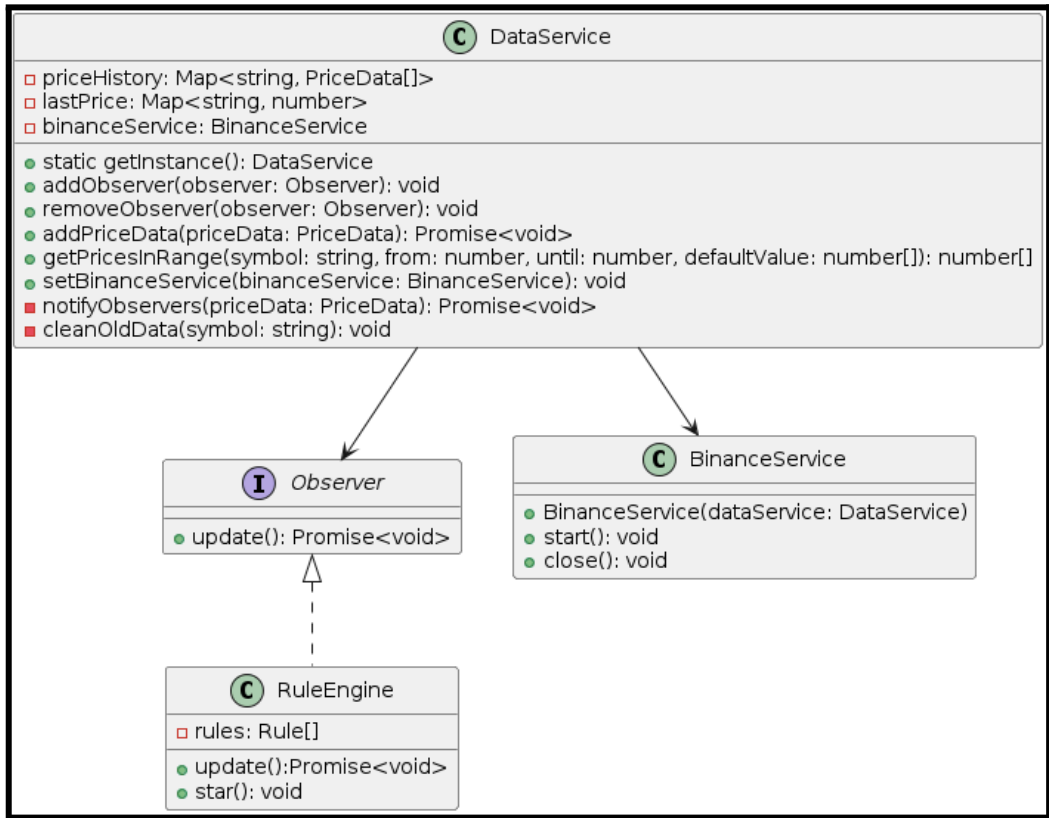 C DataService
priceHistory: Map<string, PriceData[]>
lastPrice: Map<string, number>
binanceService: BinanceService
static getInstance(): DataService
addObserver(observer: Observer): void
removeObserver(observer: Observer): void
addPriceData(priceData: PriceData): Promise<void>
getPricesInRange(symbol: string, from: number, until: number, defaultValue: number[]): number[]
setBinanceService(binanceService: BinanceService): void
notifyObservers(priceData: PriceData): Promise<void>
cleanOldData(symbol: string): void
I Observer
update(): Promise<void>
C BinanceService
BinanceService(dataService: DataService)
start(): void
close(): void
C RuleEngine
rules: Rule[]
update():Promise<void>
star(): void